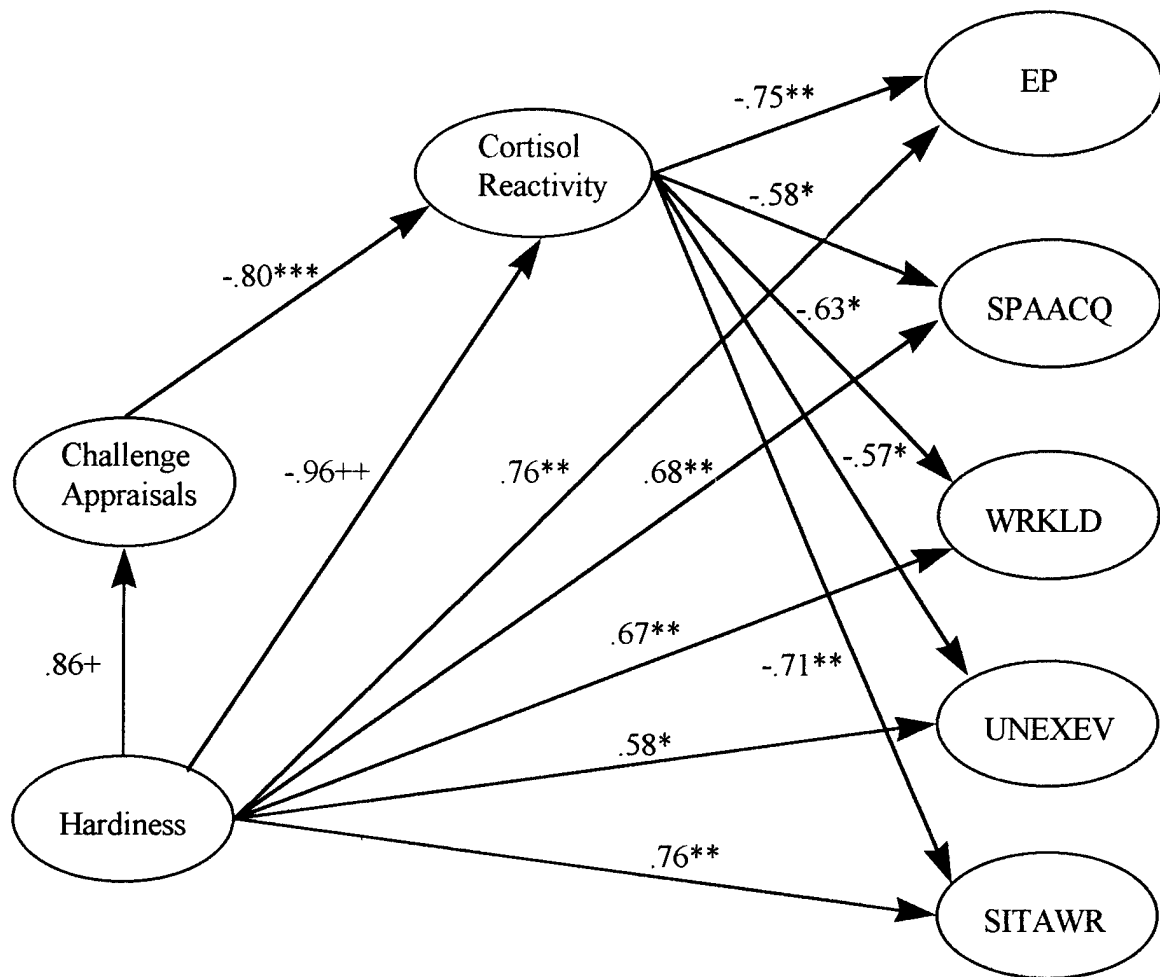 EP
-.75**
Cortisol
Reactivity
-.58*
-.80***
SPAACQ
-.63*
Challenge
Appraisals
-.96++
.76**
.68**
-.57*
WRKLD
.86+
.67**
-.71**
UNEXEV
.58*
Hardiness
.76**
SITAWR